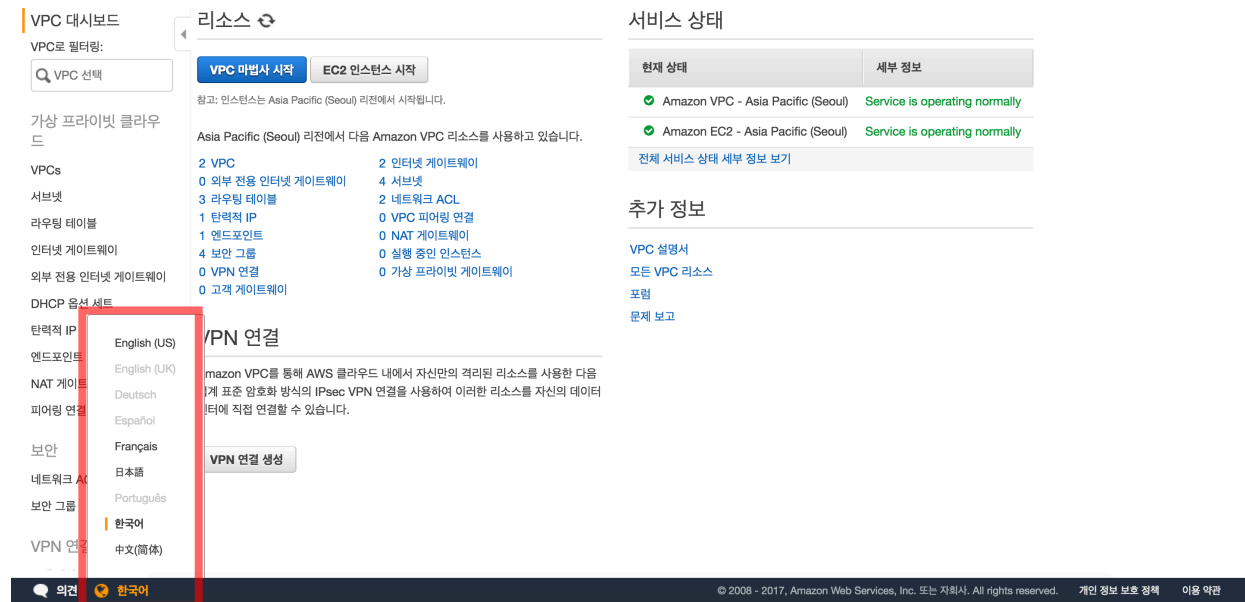 VPC 대시보드
VPC로 필터링:
VPC 선택
가상 프라이빗 클라우
드
VPCs
서브넷
라우팅 테이블
인터넷 게이트웨이
외부 전용 인터넷 게이트웨이
DHCP 옵션 세트
탄력적 IP
엔드포인트
NAT 게이트
피어링 연결
보안
네트워크 AC
보안 그룹
VPN 연결
English (US)
English (UK)
Deutsch
Español
Français
日本語
Português
한국어
中文(简体)
리소스
VPC 마법사 시작
EC2 인스턴스 시작
참고: 인스턴스는 Asia Pacific (Seoul) 리전에서 시작됩니다.
Asia Pacific (Seoul) 리전에서 다음 Amazon VPC 리소스를 사용하고 있습니다.
2 VPC
2 인터넷 게이트웨이
0 외부 전용 인터넷 게이트웨이
4 서브넷
3 라우팅 테이블
2 네트워크 ACL
1 탄력적 IP
0 VPC 피어링 연결
1 엔드포인트
0 NAT 게이트웨이
4 보안 그룹
0 실행 중인 인스턴스
0 VPN 연결
0 가상 프라이빗 게이트웨이
0 고객 게이트웨이
VPN 연결
mazon VPC를 통해 AWS 클라우드 내에서 자신만의 격리된 리소스를 사용한 다음
계 표준 암호화 방식의 IPsec VPN 연결을 사용하여 이러한 리소스를 자신의 데이터
터에 직접 연결할 수 있습니다.
VPN 연결 생성
서비스 상태
현재 상태
세부 정보
Amazon VPC - Asia Pacific (Seoul)
Service is operating normally
Amazon EC2 - Asia Pacific (Seoul)
Service is operating normally
전체 서비스 상태 세부 정보 보기
추가 정보
VPC 설명서
모든 VPC 리소스
포럼
문제 보고
의견
한국어
© 2008 - 2017, Amazon Web Services, Inc. 또는 자회사. All rights reserved.
개인 정보 보호 정책
이용 약관